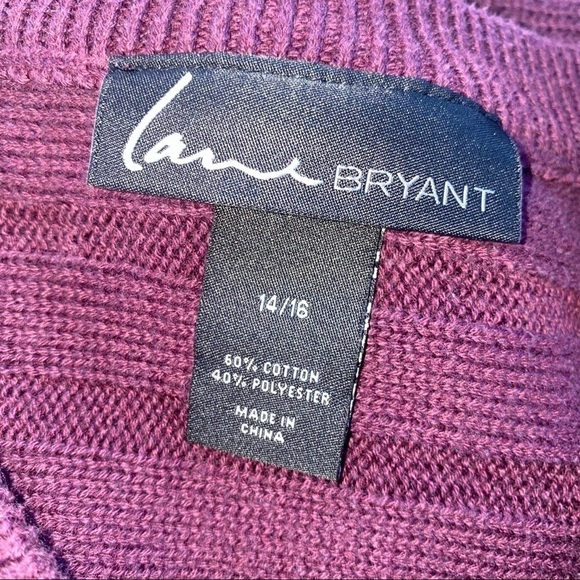 Lane BRYANT
14/16
60% COTTON
40% POLYESTER
MADE IN
CHINA